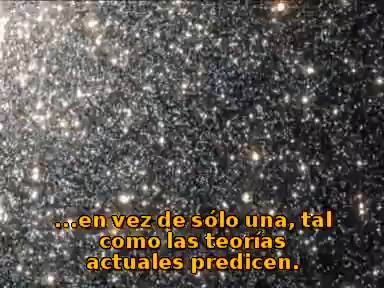 ...en vez de sólo una, tal
como las teorías
actuales predicen.